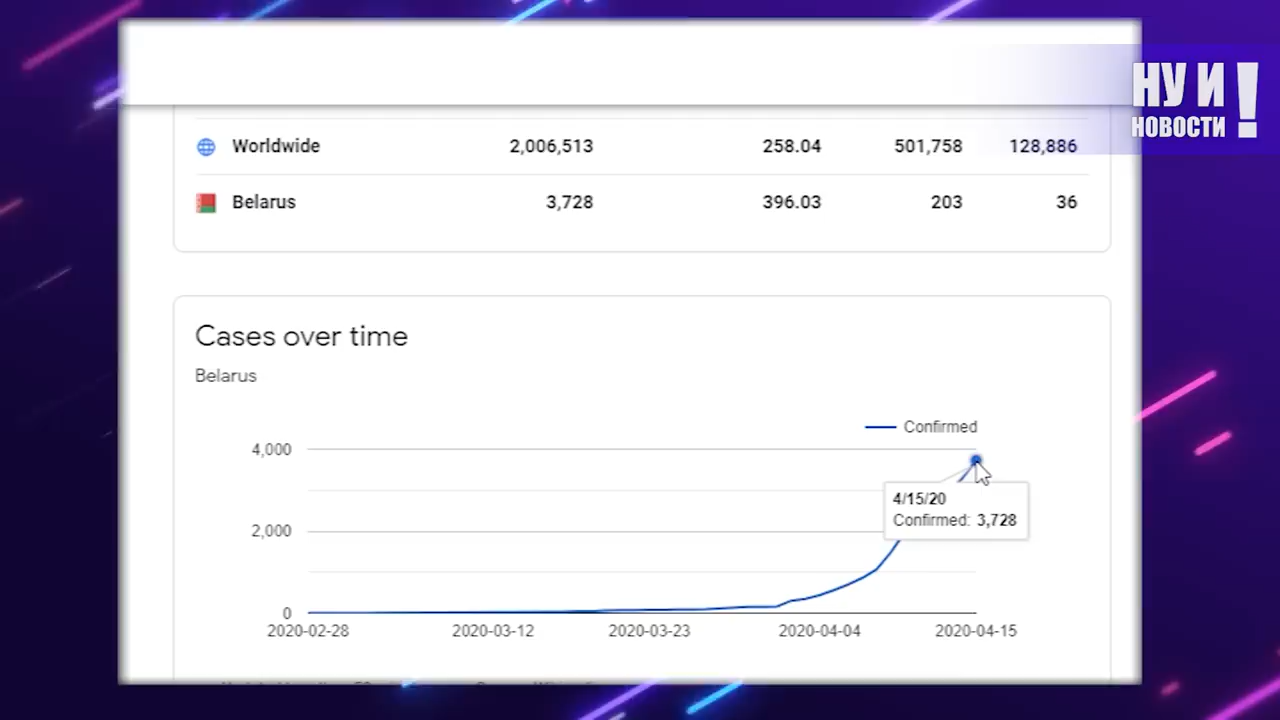 НУ И !
НОВОСТИ
Worldwide 2,006,513 258.04 501,758 128,886
Belarus 3,728 396.03 203 36
Cases over time
Belarus
Confirmed
4,000
4/15/20
Confirmed: 3,728
2,000
0
2020-02-28 2020-03-12 2020-03-23 2020-04-04 2020-04-15